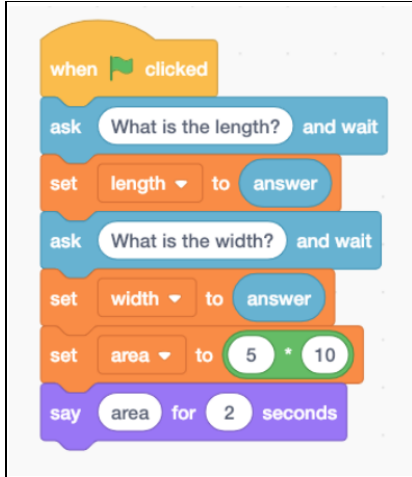 when clicked
ask What is the length? and wait
set length to answer
ask What is the width? and wait
set width to answer
set area to 5 * 10
say area for 2 seconds